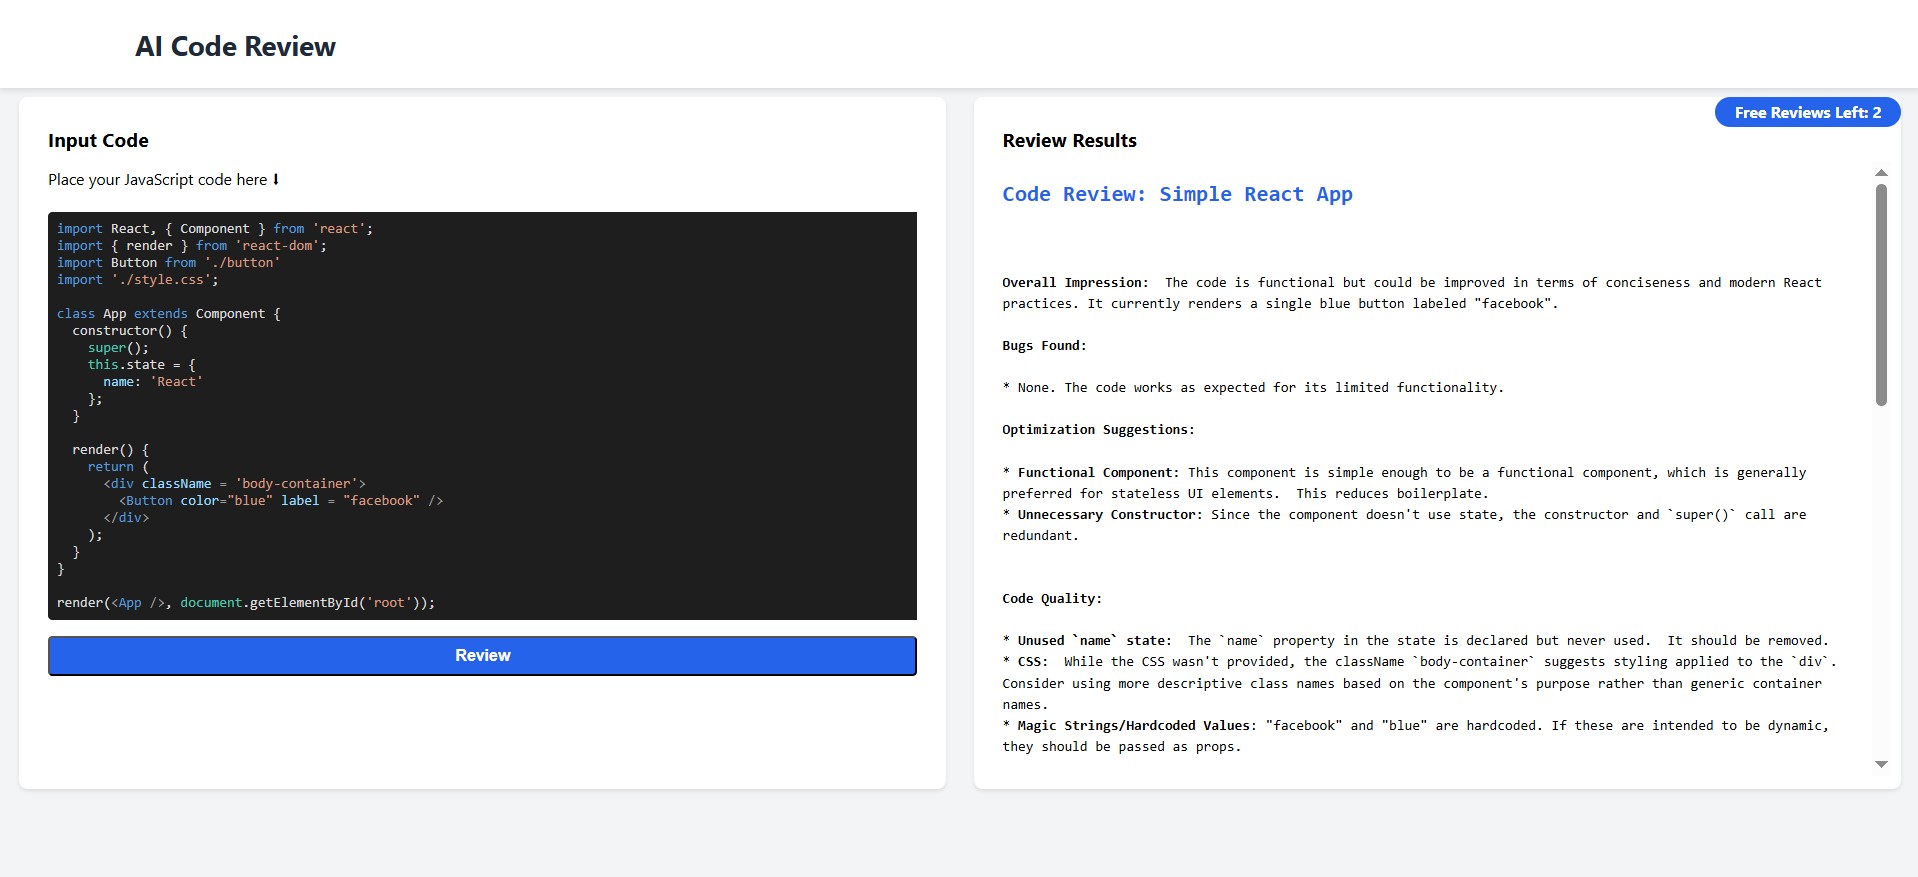 AI Code Review
Input Code
Place your JavaScript code here ⬇
import React, { Component } from 'react';
import { render } from 'react-dom';
import Button from './button'
import './style.css';
class App extends Component {
constructor() {
super();
this.state = {
name: 'React'
};
}
render() {
return (
<div className = 'body-container'>
<Button color="blue" label = "facebook" />
</div>
);
}
}
render(<App />, document.getElementById('root'));
Review
Free Reviews Left: 2
Review Results
Code Review: Simple React App
Overall Impression:  The code is functional but could be improved in terms of conciseness and modern React
practices. It currently renders a single blue button labeled "facebook".
Bugs Found:
* None. The code works as expected for its limited functionality.
Optimization Suggestions:
* Functional Component: This component is simple enough to be a functional component, which is generally
preferred for stateless UI elements.  This reduces boilerplate.
* Unnecessary Constructor: Since the component doesn't use state, the constructor and `super()` call are
redundant.
Code Quality:
* Unused `name` state:  The `name` property in the state is declared but never used.  It should be removed.
* CSS:  While the CSS wasn't provided, the className `body-container` suggests styling applied to the `div`.
Consider using more descriptive class names based on the component's purpose rather than generic container
names.
* Magic Strings/Hardcoded Values: "facebook" and "blue" are hardcoded. If these are intended to be dynamic,
they should be passed as props.